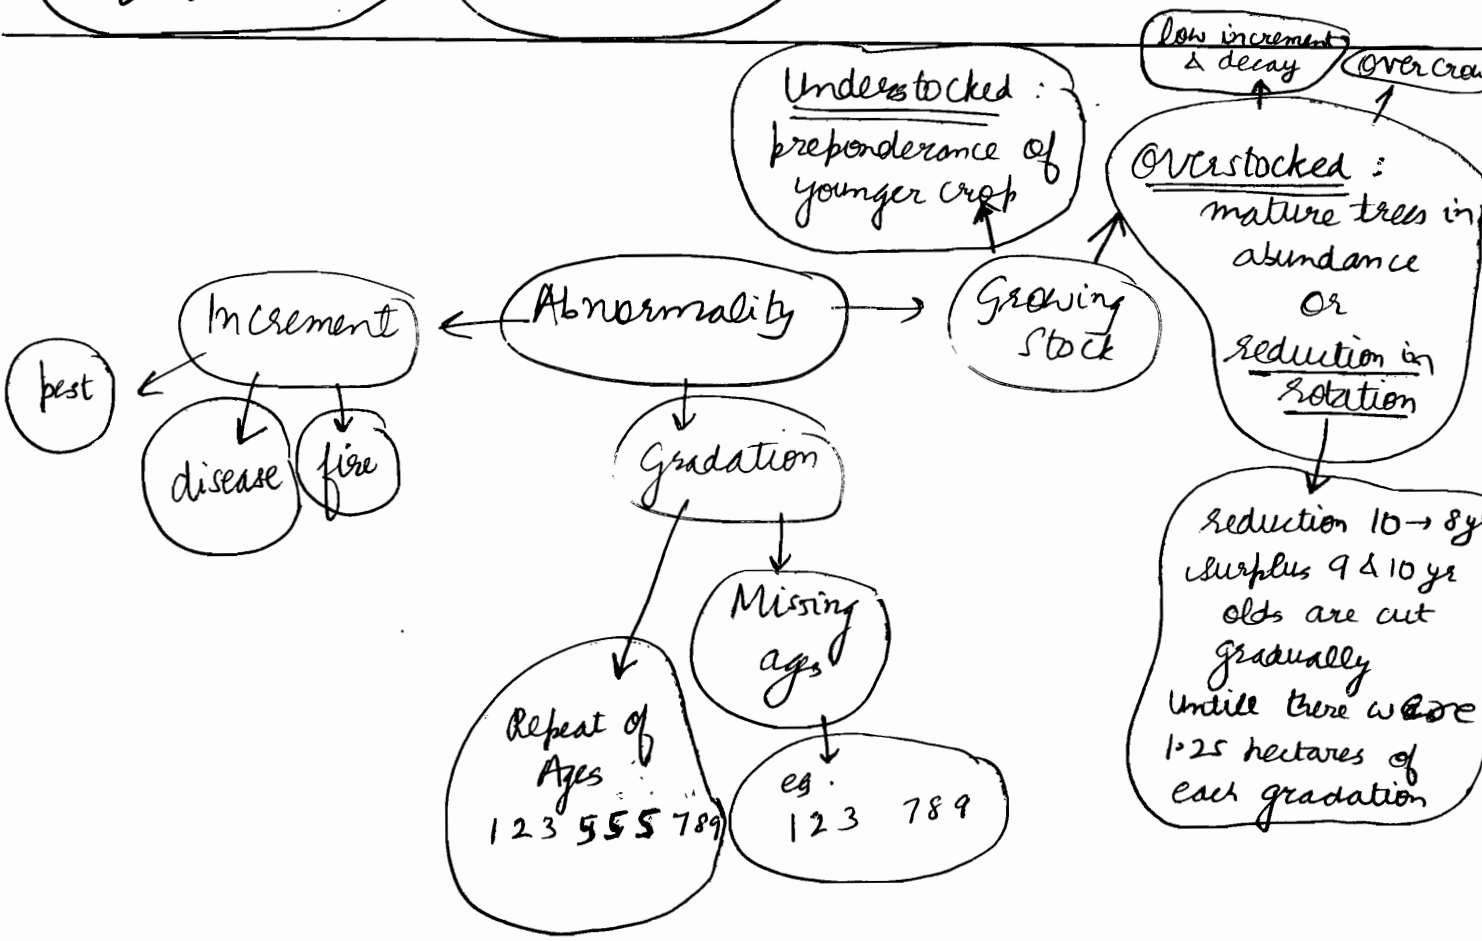 low increment
& decay
Understocked :
preponderance of
younger crop
Overstocked :
mature trees in
abundance
or
reduction in
rotation
Increment
Abnormality
Growing
Stock
pest
disease
fire
Gradation
Missing
ages
Repeat of
Ages
1 2 3 5 5 5 7 8 9
eg.
1 2 3 7 8 9
reduction 10 → 8y
surplus 9 & 10 yr
olds are cut
gradually
Untill there were
1.25 hectares of
each gradation